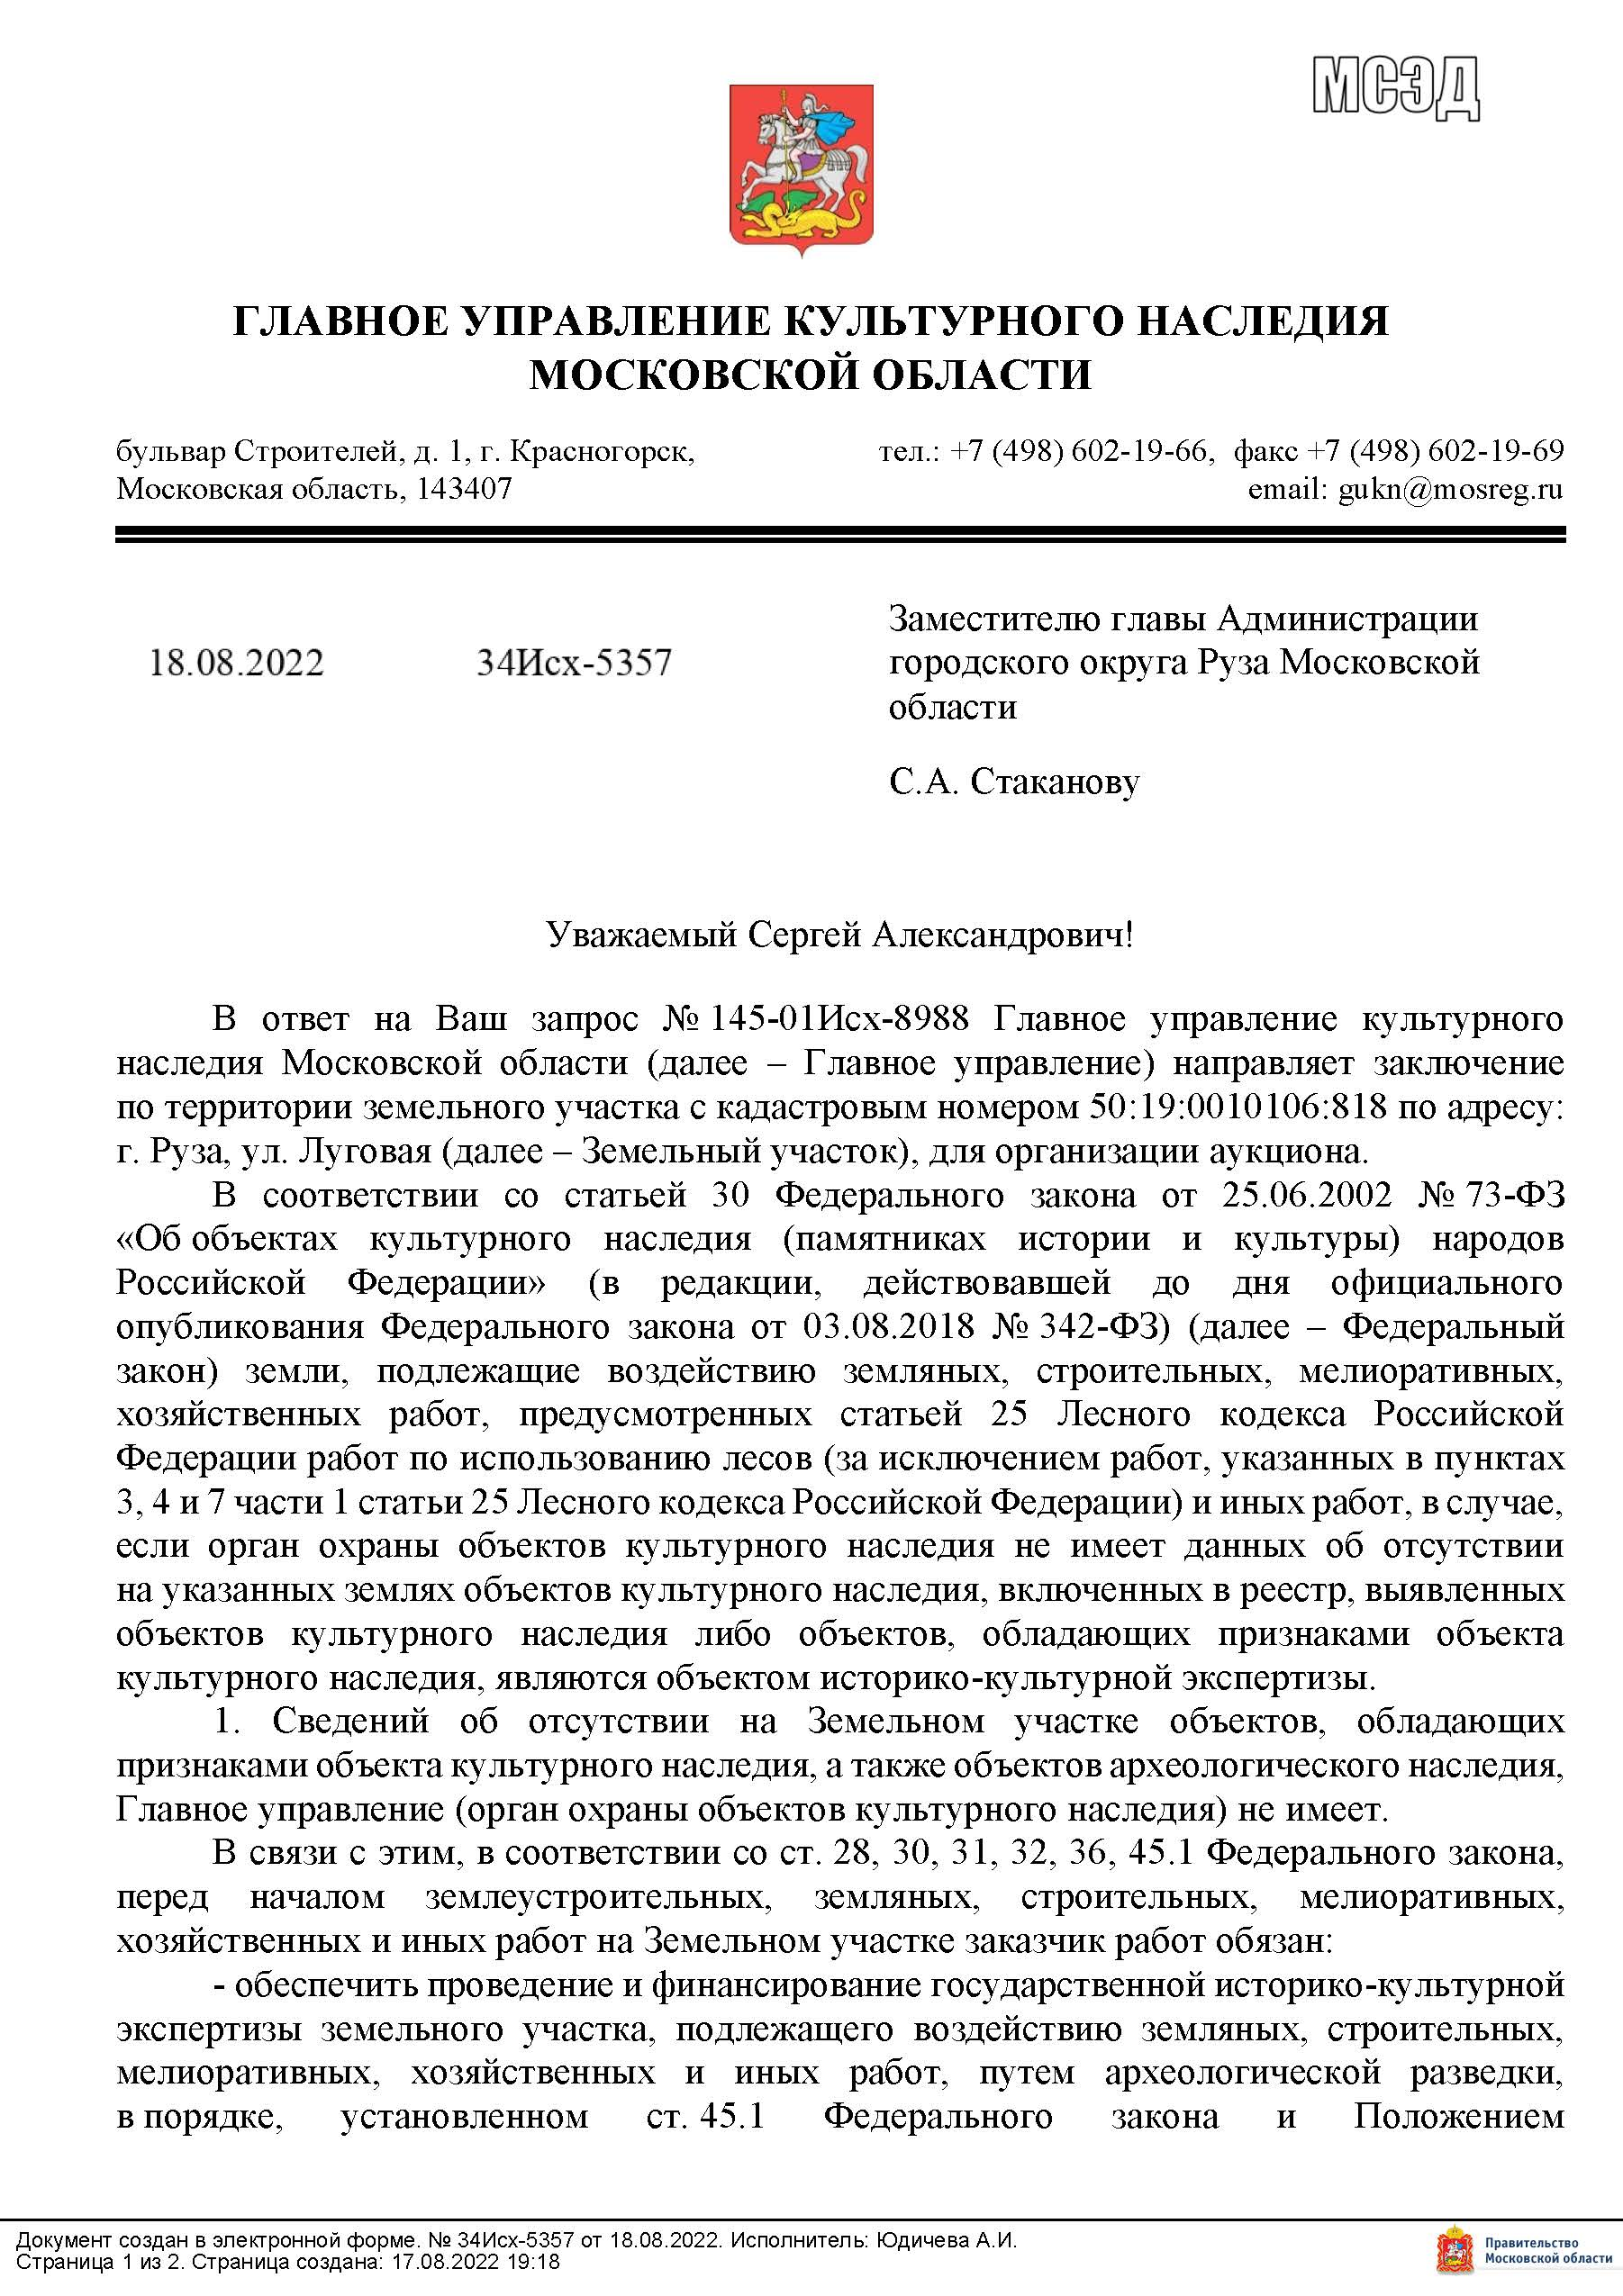 МСЭД
ГЛАВНОЕ УПРАВЛЕНИЕ КУЛЬТУРНОГО НАСЛЕДИЯ
МОСКОВСКОЙ ОБЛАСТИ
бульвар Строителей, д. 1, г. Красногорск,
Московская область, 143407
тел.: +7 (498) 602-19-66, факс +7 (498) 602-19-69
email: gukn@mosreg.ru
18.08.2022
34Исх-5357
Заместителю главы Администрации
городского округа Руза Московской
области
С.А. Стаканову
Уважаемый Сергей Александрович!
В ответ на Ваш запрос № 145-01Исх-8988 Главное управление культурного
наследия Московской области (далее – Главное управление) направляет заключение
по территории земельного участка с кадастровым номером 50:19:0010106:818 по адресу:
г. Руза, ул. Луговая (далее – Земельный участок), для организации аукциона.
В соответствии со статьей 30 Федерального закона от 25.06.2002 № 73-ФЗ
«Об объектах культурного наследия (памятниках истории и культуры) народов
Российской Федерации» (в редакции, действовавшей до дня официального
опубликования Федерального закона от 03.08.2018 № 342-ФЗ) (далее – Федеральный
закон) земли, подлежащие воздействию земляных, строительных, мелиоративных,
хозяйственных работ, предусмотренных статьей 25 Лесного кодекса Российской
Федерации работ по использованию лесов (за исключением работ, указанных в пунктах
3, 4 и 7 части 1 статьи 25 Лесного кодекса Российской Федерации) и иных работ, в случае,
если орган охраны объектов культурного наследия не имеет данных об отсутствии
на указанных землях объектов культурного наследия, включенных в реестр, выявленных
объектов культурного наследия либо объектов, обладающих признаками объекта
культурного наследия, являются объектом историко-культурной экспертизы.
1. Сведений об отсутствии на Земельном участке объектов, обладающих
признаками объекта культурного наследия, а также объектов археологического наследия,
Главное управление (орган охраны объектов культурного наследия) не имеет.
В связи с этим, в соответствии со ст. 28, 30, 31, 32, 36, 45.1 Федерального закона,
перед началом землеустроительных, земляных, строительных, мелиоративных,
хозяйственных и иных работ на Земельном участке заказчик работ обязан:
- обеспечить проведение и финансирование государственной историко-культурной
экспертизы земельного участка, подлежащего воздействию земляных, строительных,
мелиоративных, хозяйственных и иных работ, путем археологической разведки,
в порядке, установленном ст. 45.1 Федерального закона и Положением
Документ создан в электронной форме. № 34Исх-5357 от 18.08.2022. Исполнитель: Юдичева А.И.
Страница 1 из 2. Страница создана: 17.08.2022 19:18
Правительство
Московской области